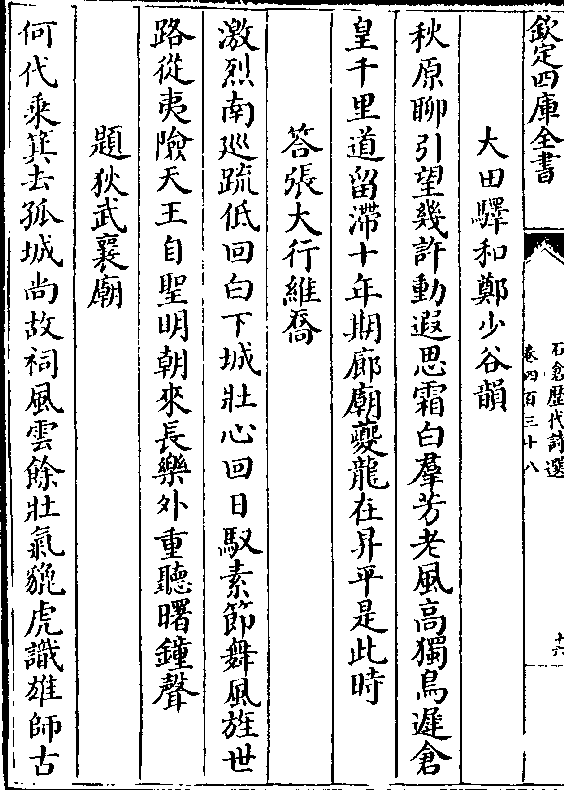 欽定四庫全書
石倉歷代詩選
卷四百三十八
十六
大田驛和鄭少谷韻
秋原聊引望幾許動遐思霜白羣芳老風高獨鳥遲倉
皇千里道留滯十年期廊廟夔龍在昇平是此時
答張大行維喬
激烈南廵疏低回白下城壯心回日馭素節舞風旌世
路從夷險天王自聖明朝來長樂外重聽曙鐘聲
題狄武襄廟
何代乘箕去孤城尚故祠風雲餘壯氣貔虎識雄師古